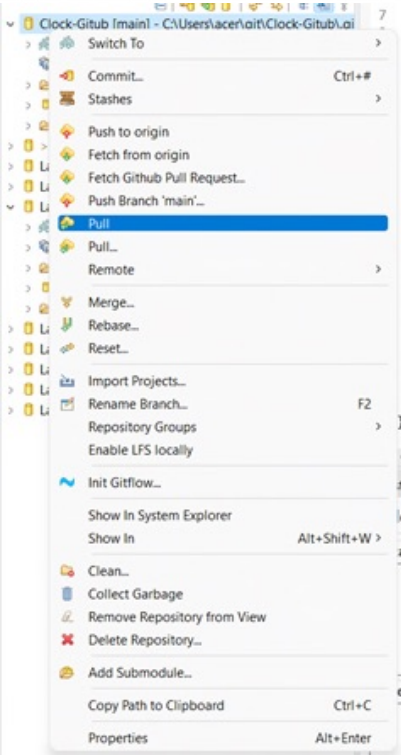 Clock-Gitub [main] - C:\Users\acer\git\Clock-Gitub\.gi
7
Switch To
Commit... Ctrl+#
Stashes
Push to origin
Fetch from origin
Fetch Github Pull Request...
Push Branch 'main'...
Pull
Pull...
Remote
Merge...
Rebase...
Reset...
Import Projects...
Rename Branch... F2
Repository Groups
Enable LFS locally
Init Gitflow...
Show In System Explorer
Show In Alt+Shift+W
Clean...
Collect Garbage
Remove Repository from View
Delete Repository...
Add Submodule...
Copy Path to Clipboard Ctrl+C
Properties Alt+Enter